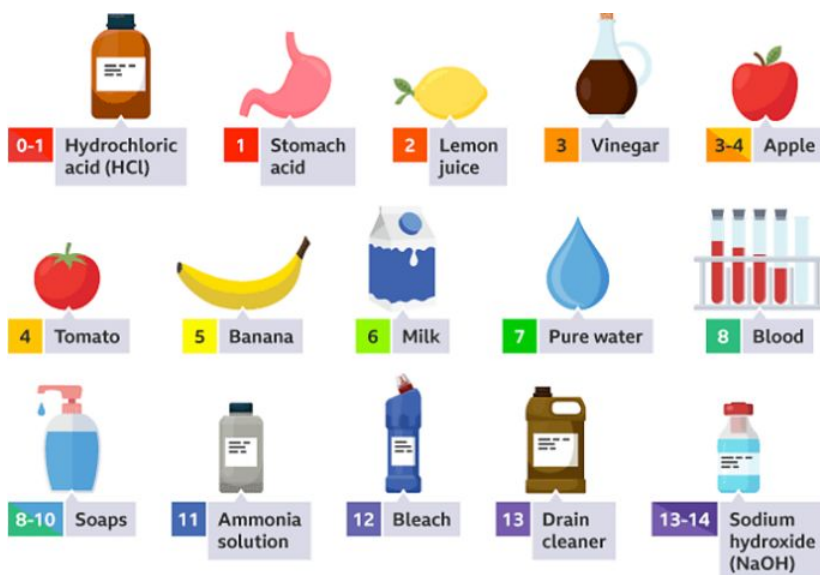 0-1 Hydrochloric
acid (HCl)
1 Stomach
acid
2 Lemon
juice
3 Vinegar
3-4 Apple
4 Tomato
5 Banana
6 Milk
7 Pure water
8 Blood
8-10 Soaps
11 Ammonia
solution
12 Bleach
13 Drain
cleaner
13-14 Sodium
hydroxide
(NaOH)